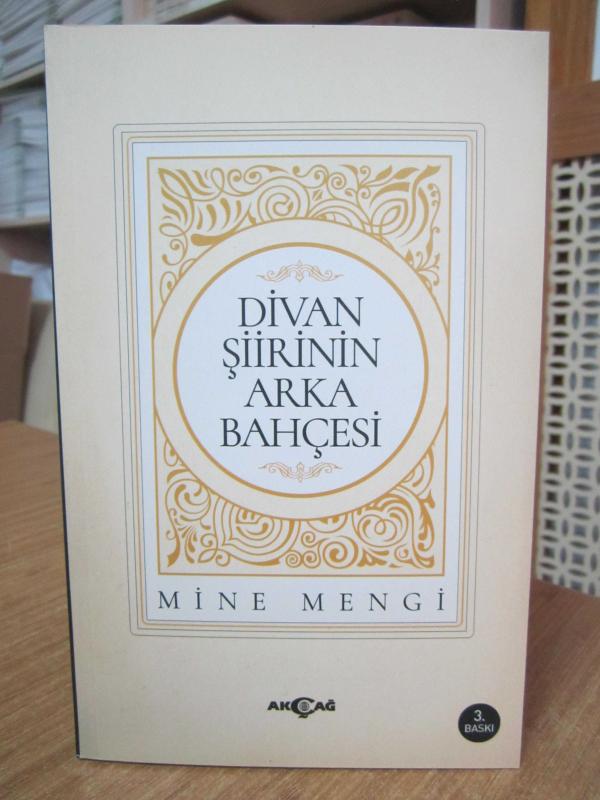 DİVAN
ŞİİRİNİN
ARKA
BAHÇESİ
MİNE MENGİ
AKÇAĞ
3.
BASKI